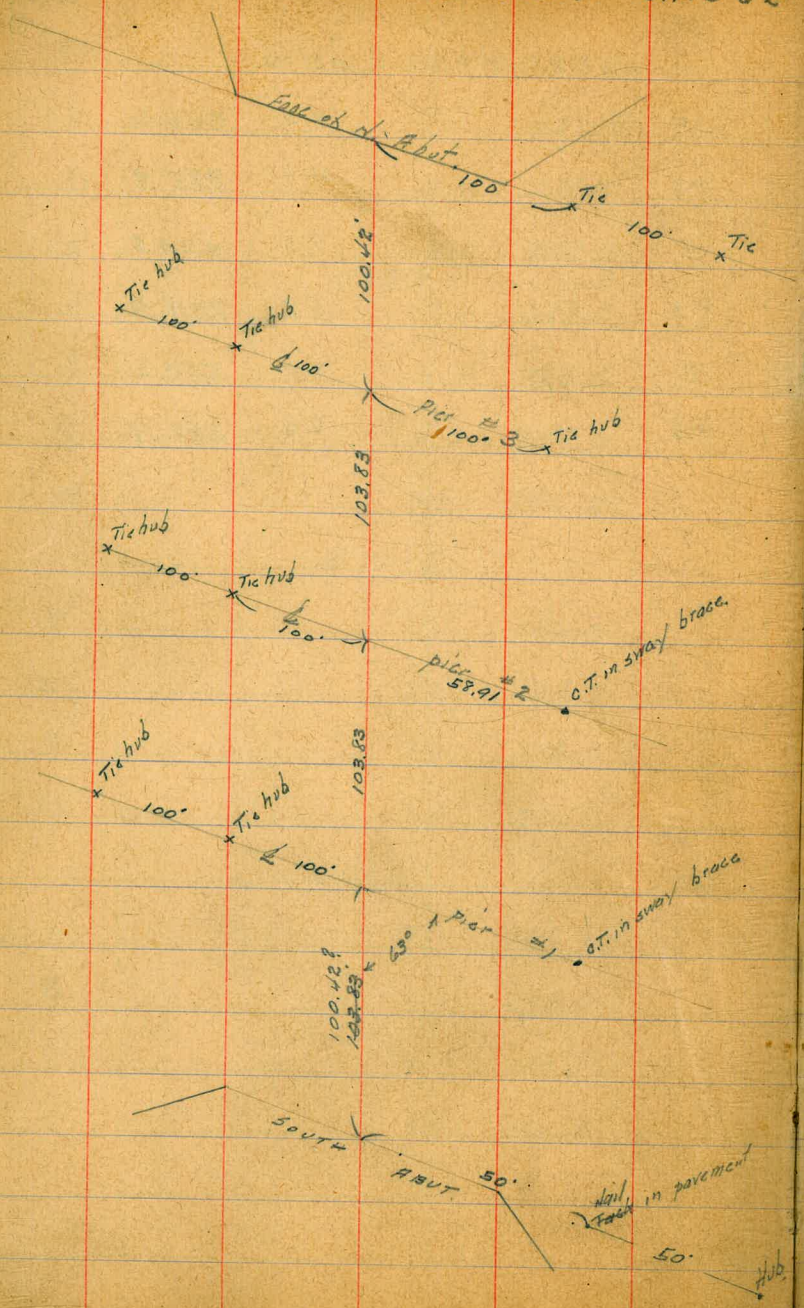 Face of N. Abut.
100'
Tie
100'
Tie
100.42'
Tie hub
100'
Tie hub
℄ 100'
Pier # 3
100'
Tie hub
103.83
Tie hub
100'
Tie hub
℄
100'
pier # 2
58.91
C.T. in sway brace.
103.83
Tie hub
100'
Tie hub
℄ 100'
Pier #1
C.T. in sway brace
63°
100.42?
103.83'
SOUTH ABUT
50'
Nail
Tack in pavement
50'
Hub